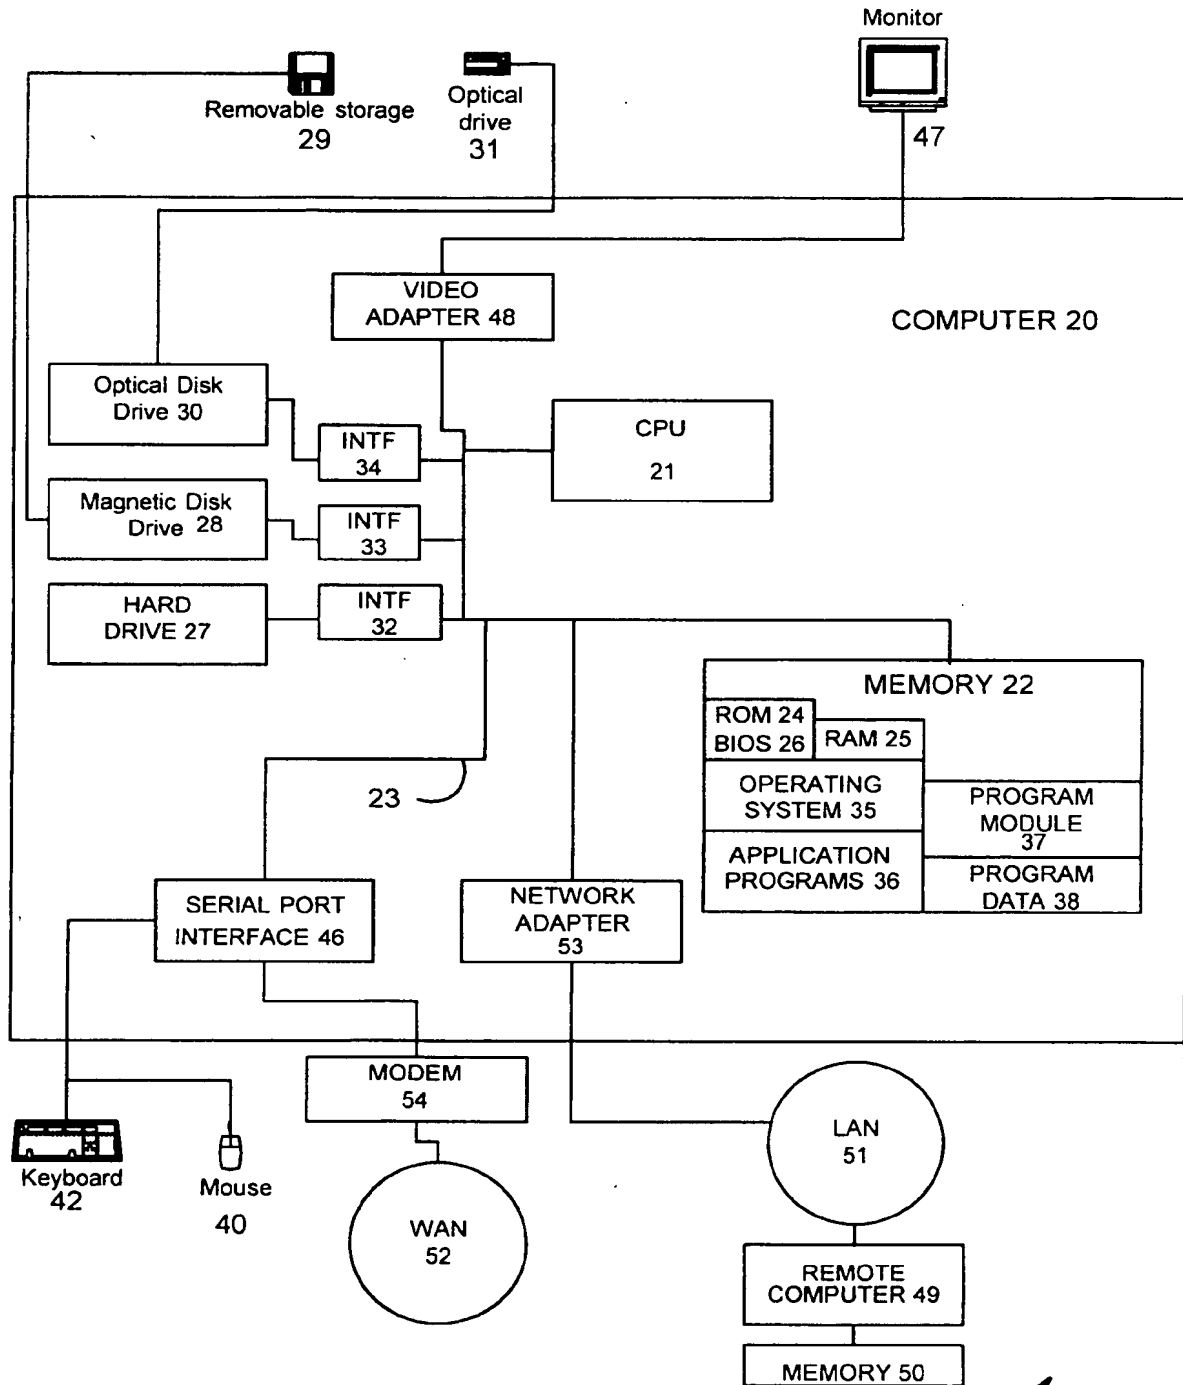 Monitor
47
Removable storage
29
Optical
drive
31
VIDEO
ADAPTER 48
COMPUTER 20
Optical Disk
Drive 30
INTF
34
CPU
21
Magnetic Disk
Drive 28
INTF
33
HARD
DRIVE 27
INTF
32
MEMORY 22
ROM 24
BIOS 26
RAM 25
OPERATING
SYSTEM 35
PROGRAM
MODULE
37
APPLICATION
PROGRAMS 36
PROGRAM
DATA 38
23
SERIAL PORT
INTERFACE 46
NETWORK
ADAPTER
53
MODEM
54
LAN
51
Keyboard
42
Mouse
40
WAN
52
REMOTE
COMPUTER 49
MEMORY 50